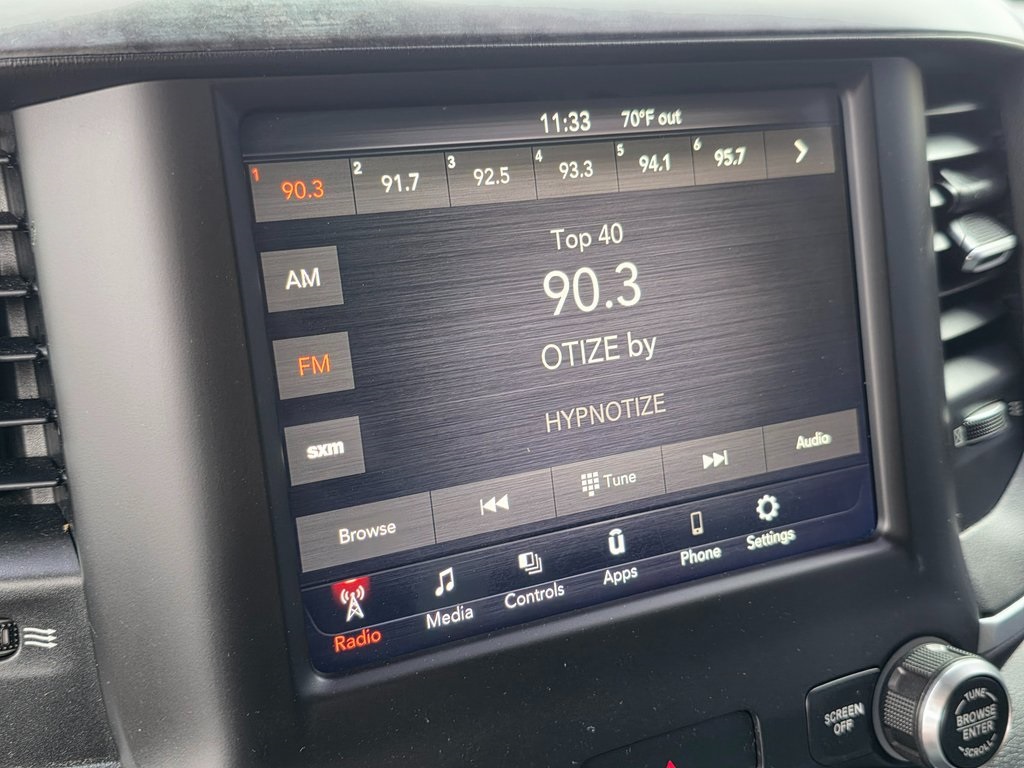 11:33 70°F out
1 90.3 2 91.7 3 92.5 4 93.3 5 94.1 6 95.7
Top 40
AM
90.3
FM
OTIZE by
HYPNOTIZE
sxm
Browse Tune Audio
Radio Media Controls Apps Phone Settings
SCREEN
OFF
TUNE
BROWSE
ENTER
SCROLL